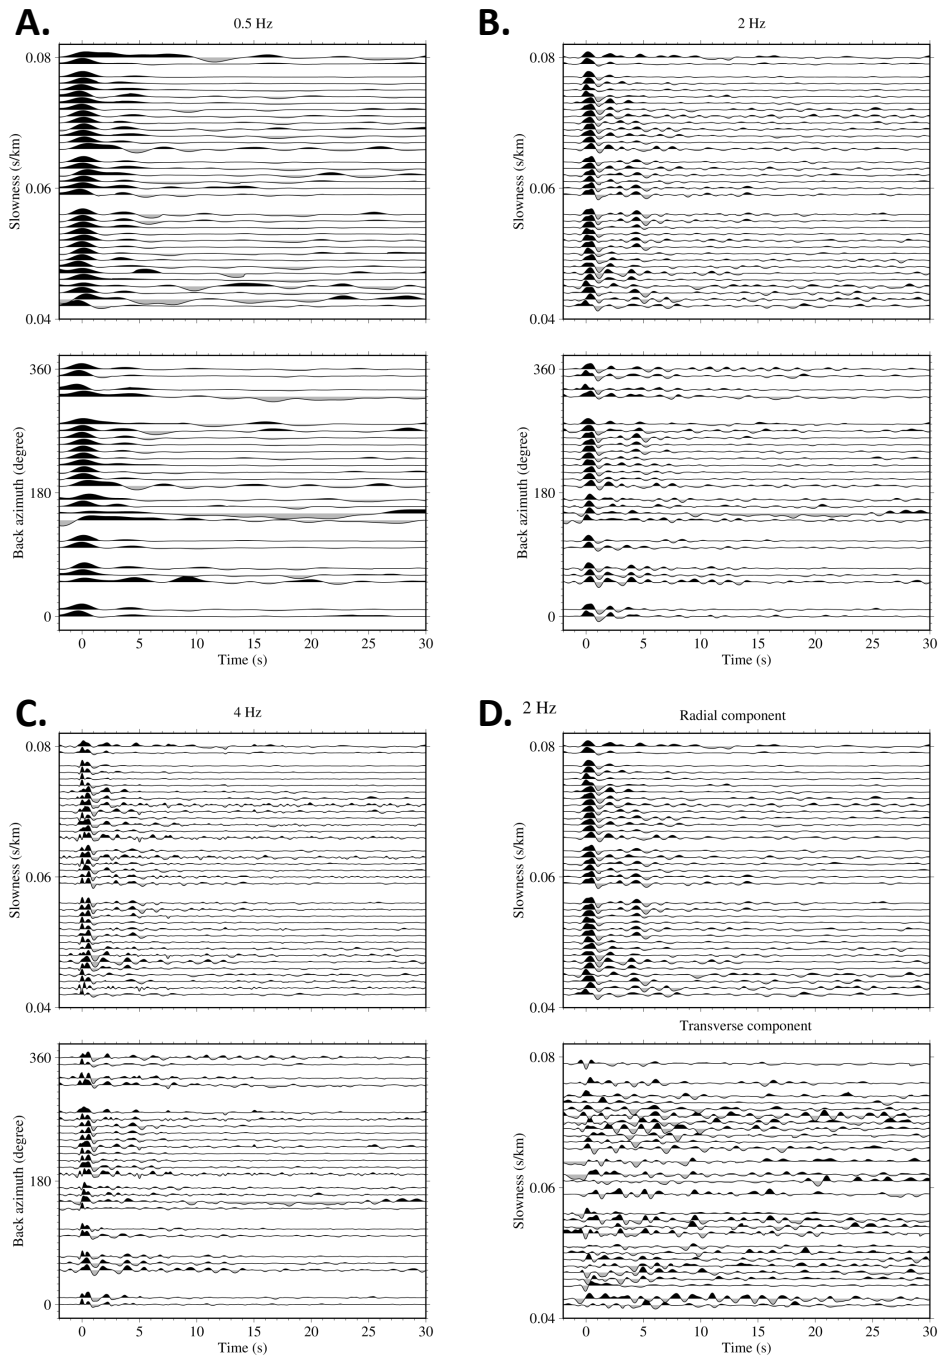 A.
0.5 Hz
0.08
0.06
0.04
Slowness (s/km)
360
180
0
Back azimuth (degree)
0 5 10 15 20 25 30
Time (s)
B.
2 Hz
0.08
0.06
0.04
Slowness (s/km)
360
180
0
Back azimuth (degree)
0 5 10 15 20 25 30
Time (s)
C.
4 Hz
0.08
0.06
0.04
Slowness (s/km)
360
180
0
Back azimuth (degree)
0 5 10 15 20 25 30
Time (s)
D. 2 Hz
Radial component
0.08
0.06
0.04
Slowness (s/km)
Transverse component
0.08
0.06
0.04
Slowness (s/km)
0 5 10 15 20 25 30
Time (s)